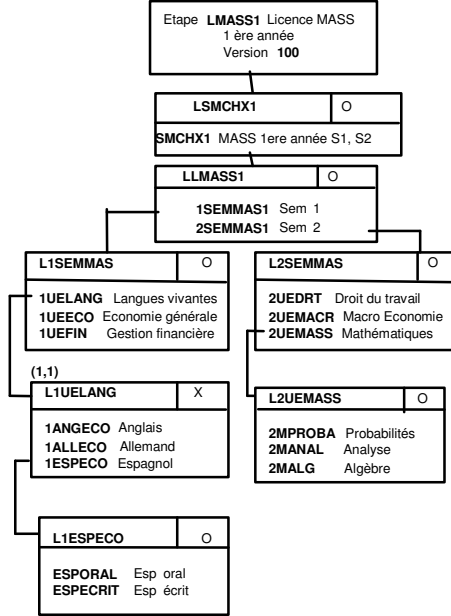 Etape LMASS1 Licence MASS
1 ère année
Version 100
LSMCHX1 O
SMCHX1 MASS 1ere année S1, S2
LLMASS1 O
1SEMMAS1 Sem 1
2SEMMAS1 Sem 2
L1SEMMAS O
1UELANG Langues vivantes
1UEECO Economie générale
1UEFIN Gestion financière
L2SEMMAS O
2UEDRT Droit du travail
2UEMACR Macro Economie
2UEMASS Mathématiques
(1,1)
L1UELANG X
1ANGECO Anglais
1ALLECO Allemand
1ESPECO Espagnol
L2UEMASS O
2MPROBA Probabilités
2MANAL Analyse
2MALG Algèbre
L1ESPECO O
ESPORAL Esp oral
ESPECRIT Esp écrit